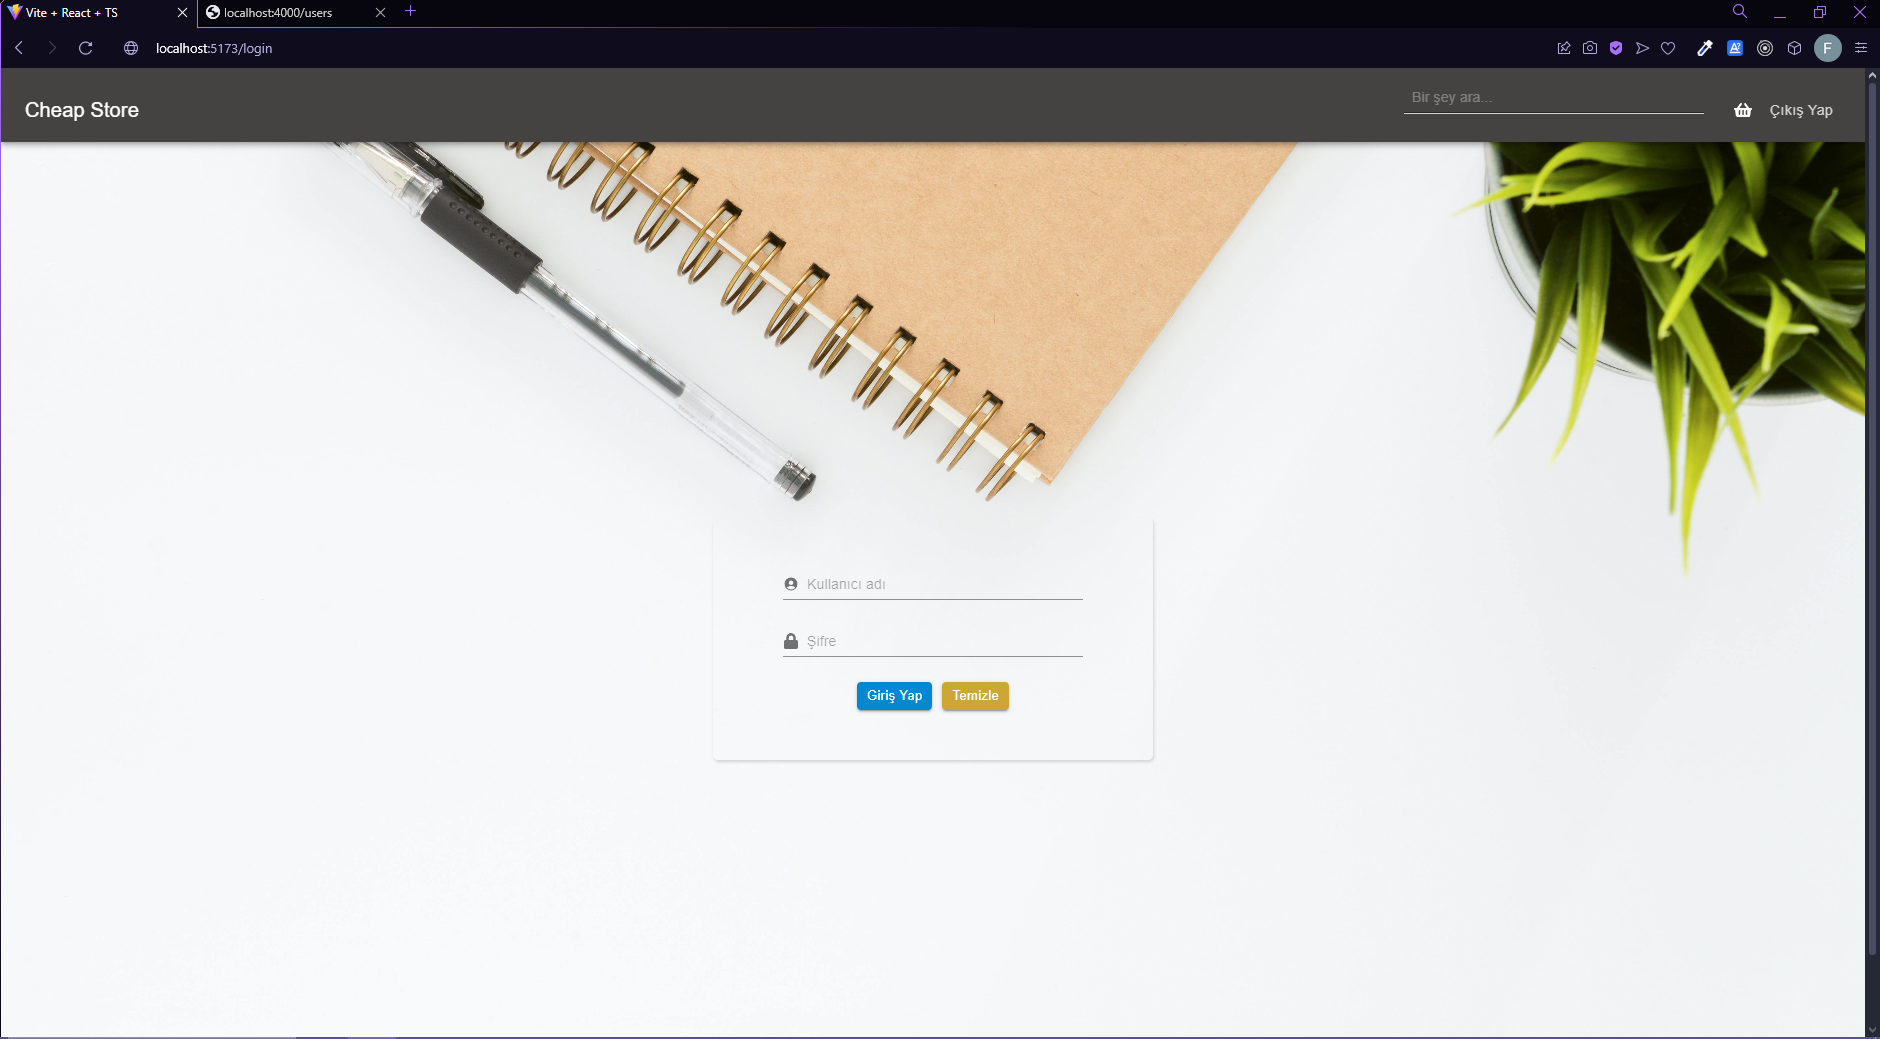 Vite + React + TS
localhost:4000/users
localhost:5173/login
F
Cheap Store
Bir şey ara...
Çıkış Yap
Kullanıcı adı
Şifre
Giriş Yap
Temizle